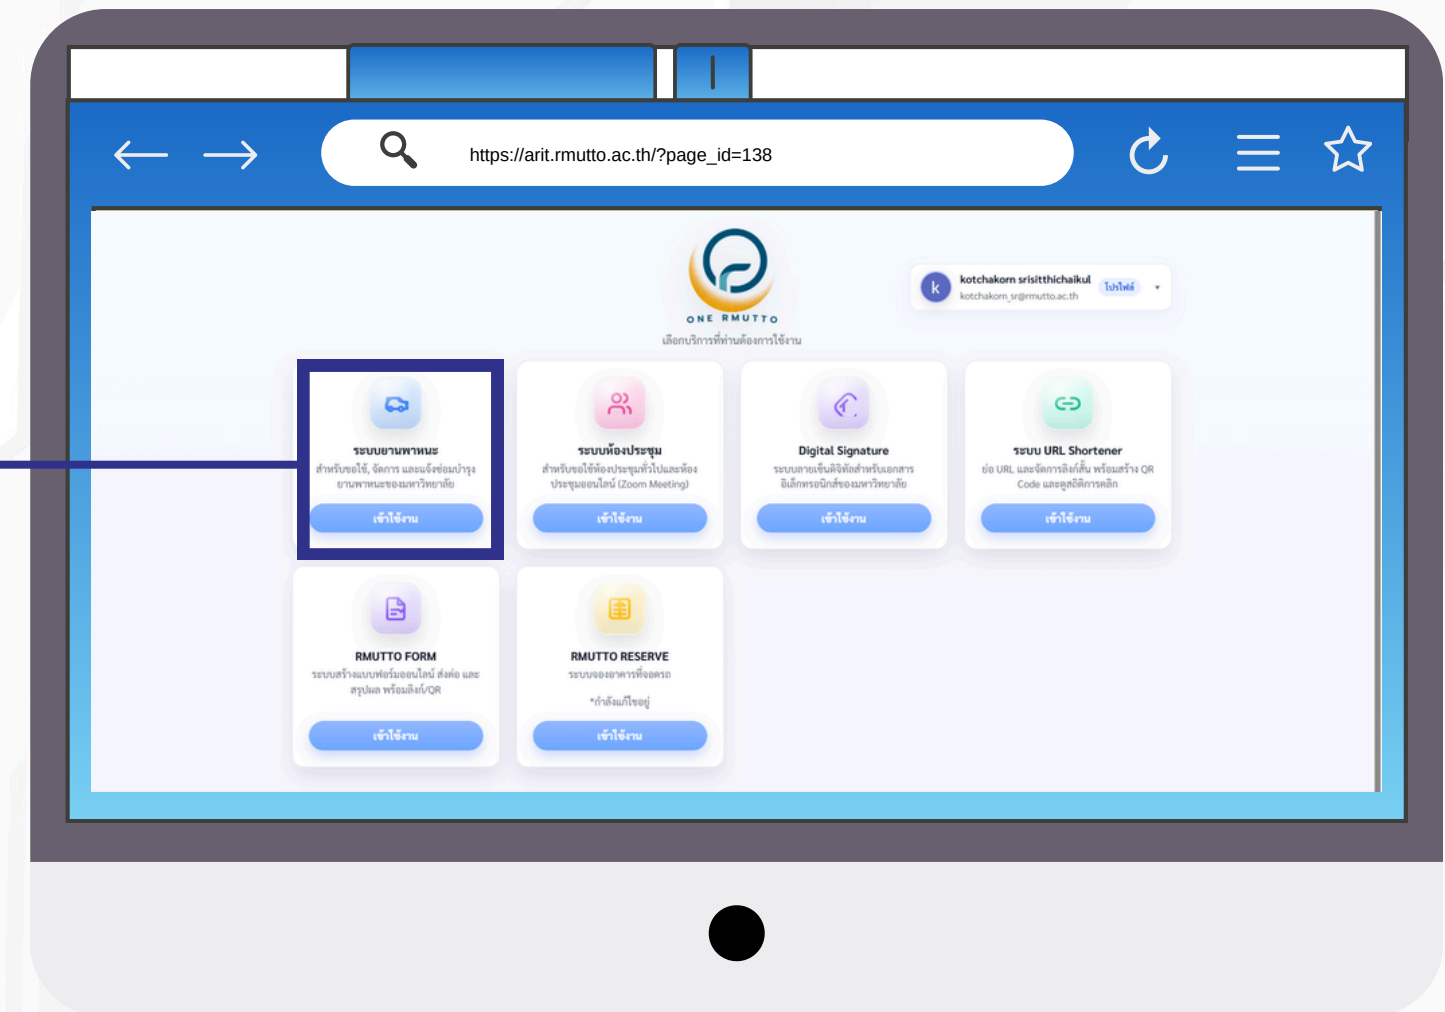 https://arit.rmutto.ac.th/?page_id=138
ONE RMUTTO
เลือกบริการที่ท่านต้องการใช้งาน
k
kotchakorn srisitthichaikul
kotchakorn_sr@rmutto.ac.th
โปรไฟล์
ระบบยานพาหนะ
สำหรับขอใช้, จัดการ และแจ้งซ่อมบำรุง
ยานพาหนะของมหาวิทยาลัย
เข้าใช้งาน
ระบบห้องประชุม
สำหรับขอใช้ห้องประชุมทั่วไปและห้อง
ประชุมออนไลน์ (Zoom Meeting)
เข้าใช้งาน
Digital Signature
ระบบลายเซ็นดิจิทัลสำหรับเอกสาร
อิเล็กทรอนิกส์ของมหาวิทยาลัย
เข้าใช้งาน
ระบบ URL Shortener
ย่อ URL และจัดการลิงก์สั้น พร้อมสร้าง QR
Code และดูสถิติการคลิก
เข้าใช้งาน
RMUTTO FORM
ระบบสร้างแบบฟอร์มออนไลน์ ส่งต่อ และ
สรุปผล พร้อมลิงก์/QR
เข้าใช้งาน
RMUTTO RESERVE
ระบบจองอาคารที่จอดรถ
*กำลังแก้ไขอยู่
เข้าใช้งาน